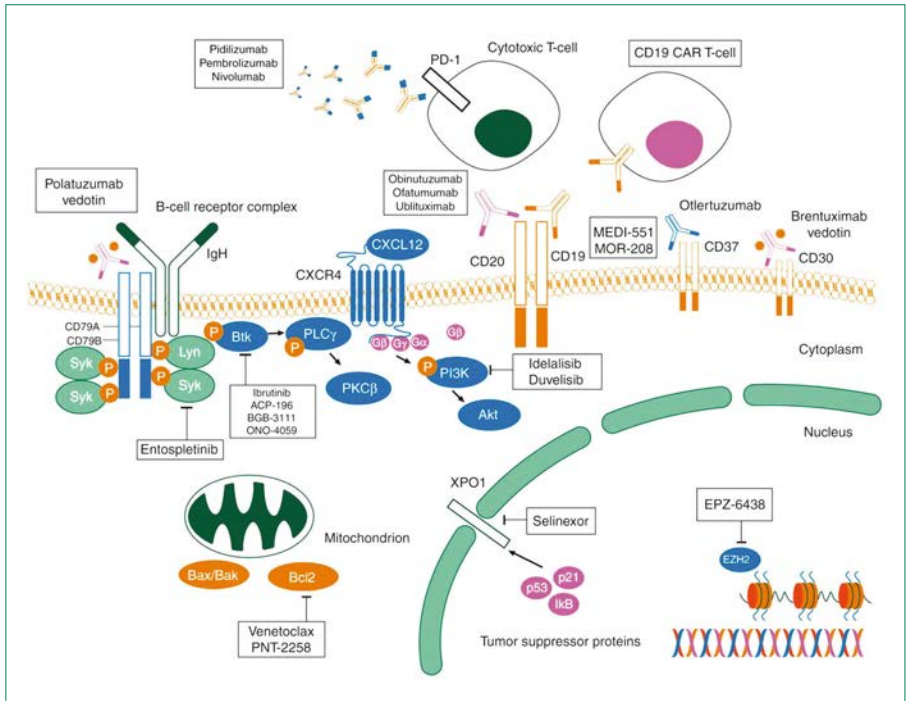 Pidilizumab
Pembrolizumab
Nivolumab
PD-1
Cytotoxic T-cell
CD19 CAR T-cell
Polatuzumab
vedotin
B-cell receptor complex
IgH
Obinutuzumab
Ofatumumab
Ublituximab
CXCL12
CXCR4
CD20
CD19
MEDI-551
MOR-208
Otlertuzumab
CD37
Brentuximab
vedotin
CD30
CD79A
CD79B
P
Btk
P
PLCγ
Gβ
Gγ
Gα
Gβ
Cytoplasm
Syk
P
P
Lyn
Syk
P
P
Syk
PKCβ
P
PI3K
Akt
Idelalisib
Duvelisib
Ibrutinib
ACP-196
BGB-3111
ONO-4059
Entospletinib
Nucleus
XPO1
Selinexor
EPZ-6438
EZH2
Mitochondrion
Bax/Bak
Bcl2
p53
p21
IkB
Venetoclax
PNT-2258
Tumor suppressor proteins